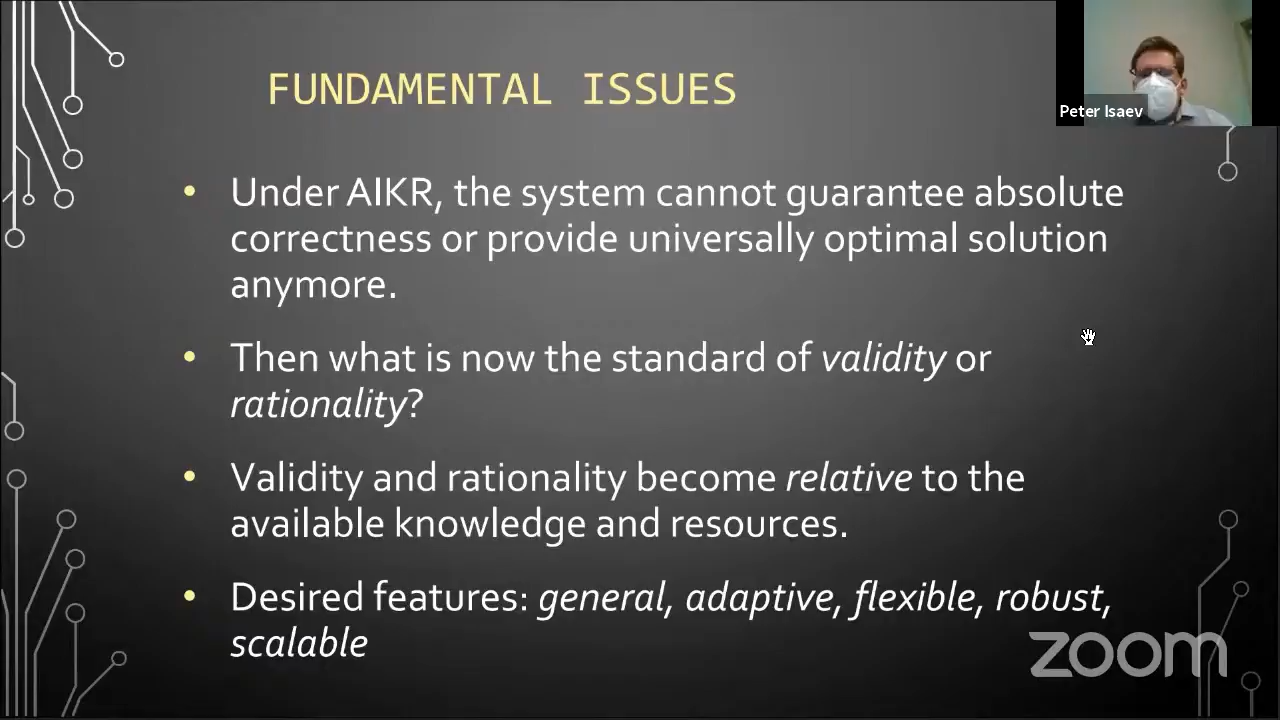 FUNDAMENTAL ISSUES
Peter Isaev
• Under AIKR, the system cannot guarantee absolute
correctness or provide universally optimal solution
anymore.
• Then what is now the standard of validity or
rationality?
• Validity and rationality become relative to the
available knowledge and resources.
• Desired features: general, adaptive, flexible, robust,
scalable
zoom